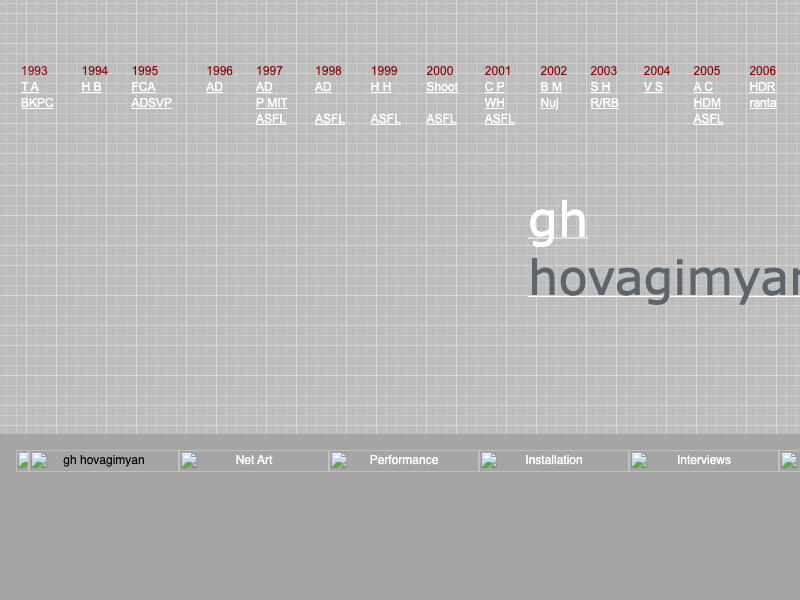 1993 1994 1995 1996 1997 1998 1999 2000 2001 2002 2003 2004 2005 2006
T A H B FCA AD AD AD H H Shoot C P B M S H V S A C HDR
BKPC ADSVP P MIT WH Nuj R/RB HDM ranta
ASFL ASFL ASFL ASFL ASFL ASFL
gh
hovagimyan
gh hovagimyan Net Art Performance Installation Interviews